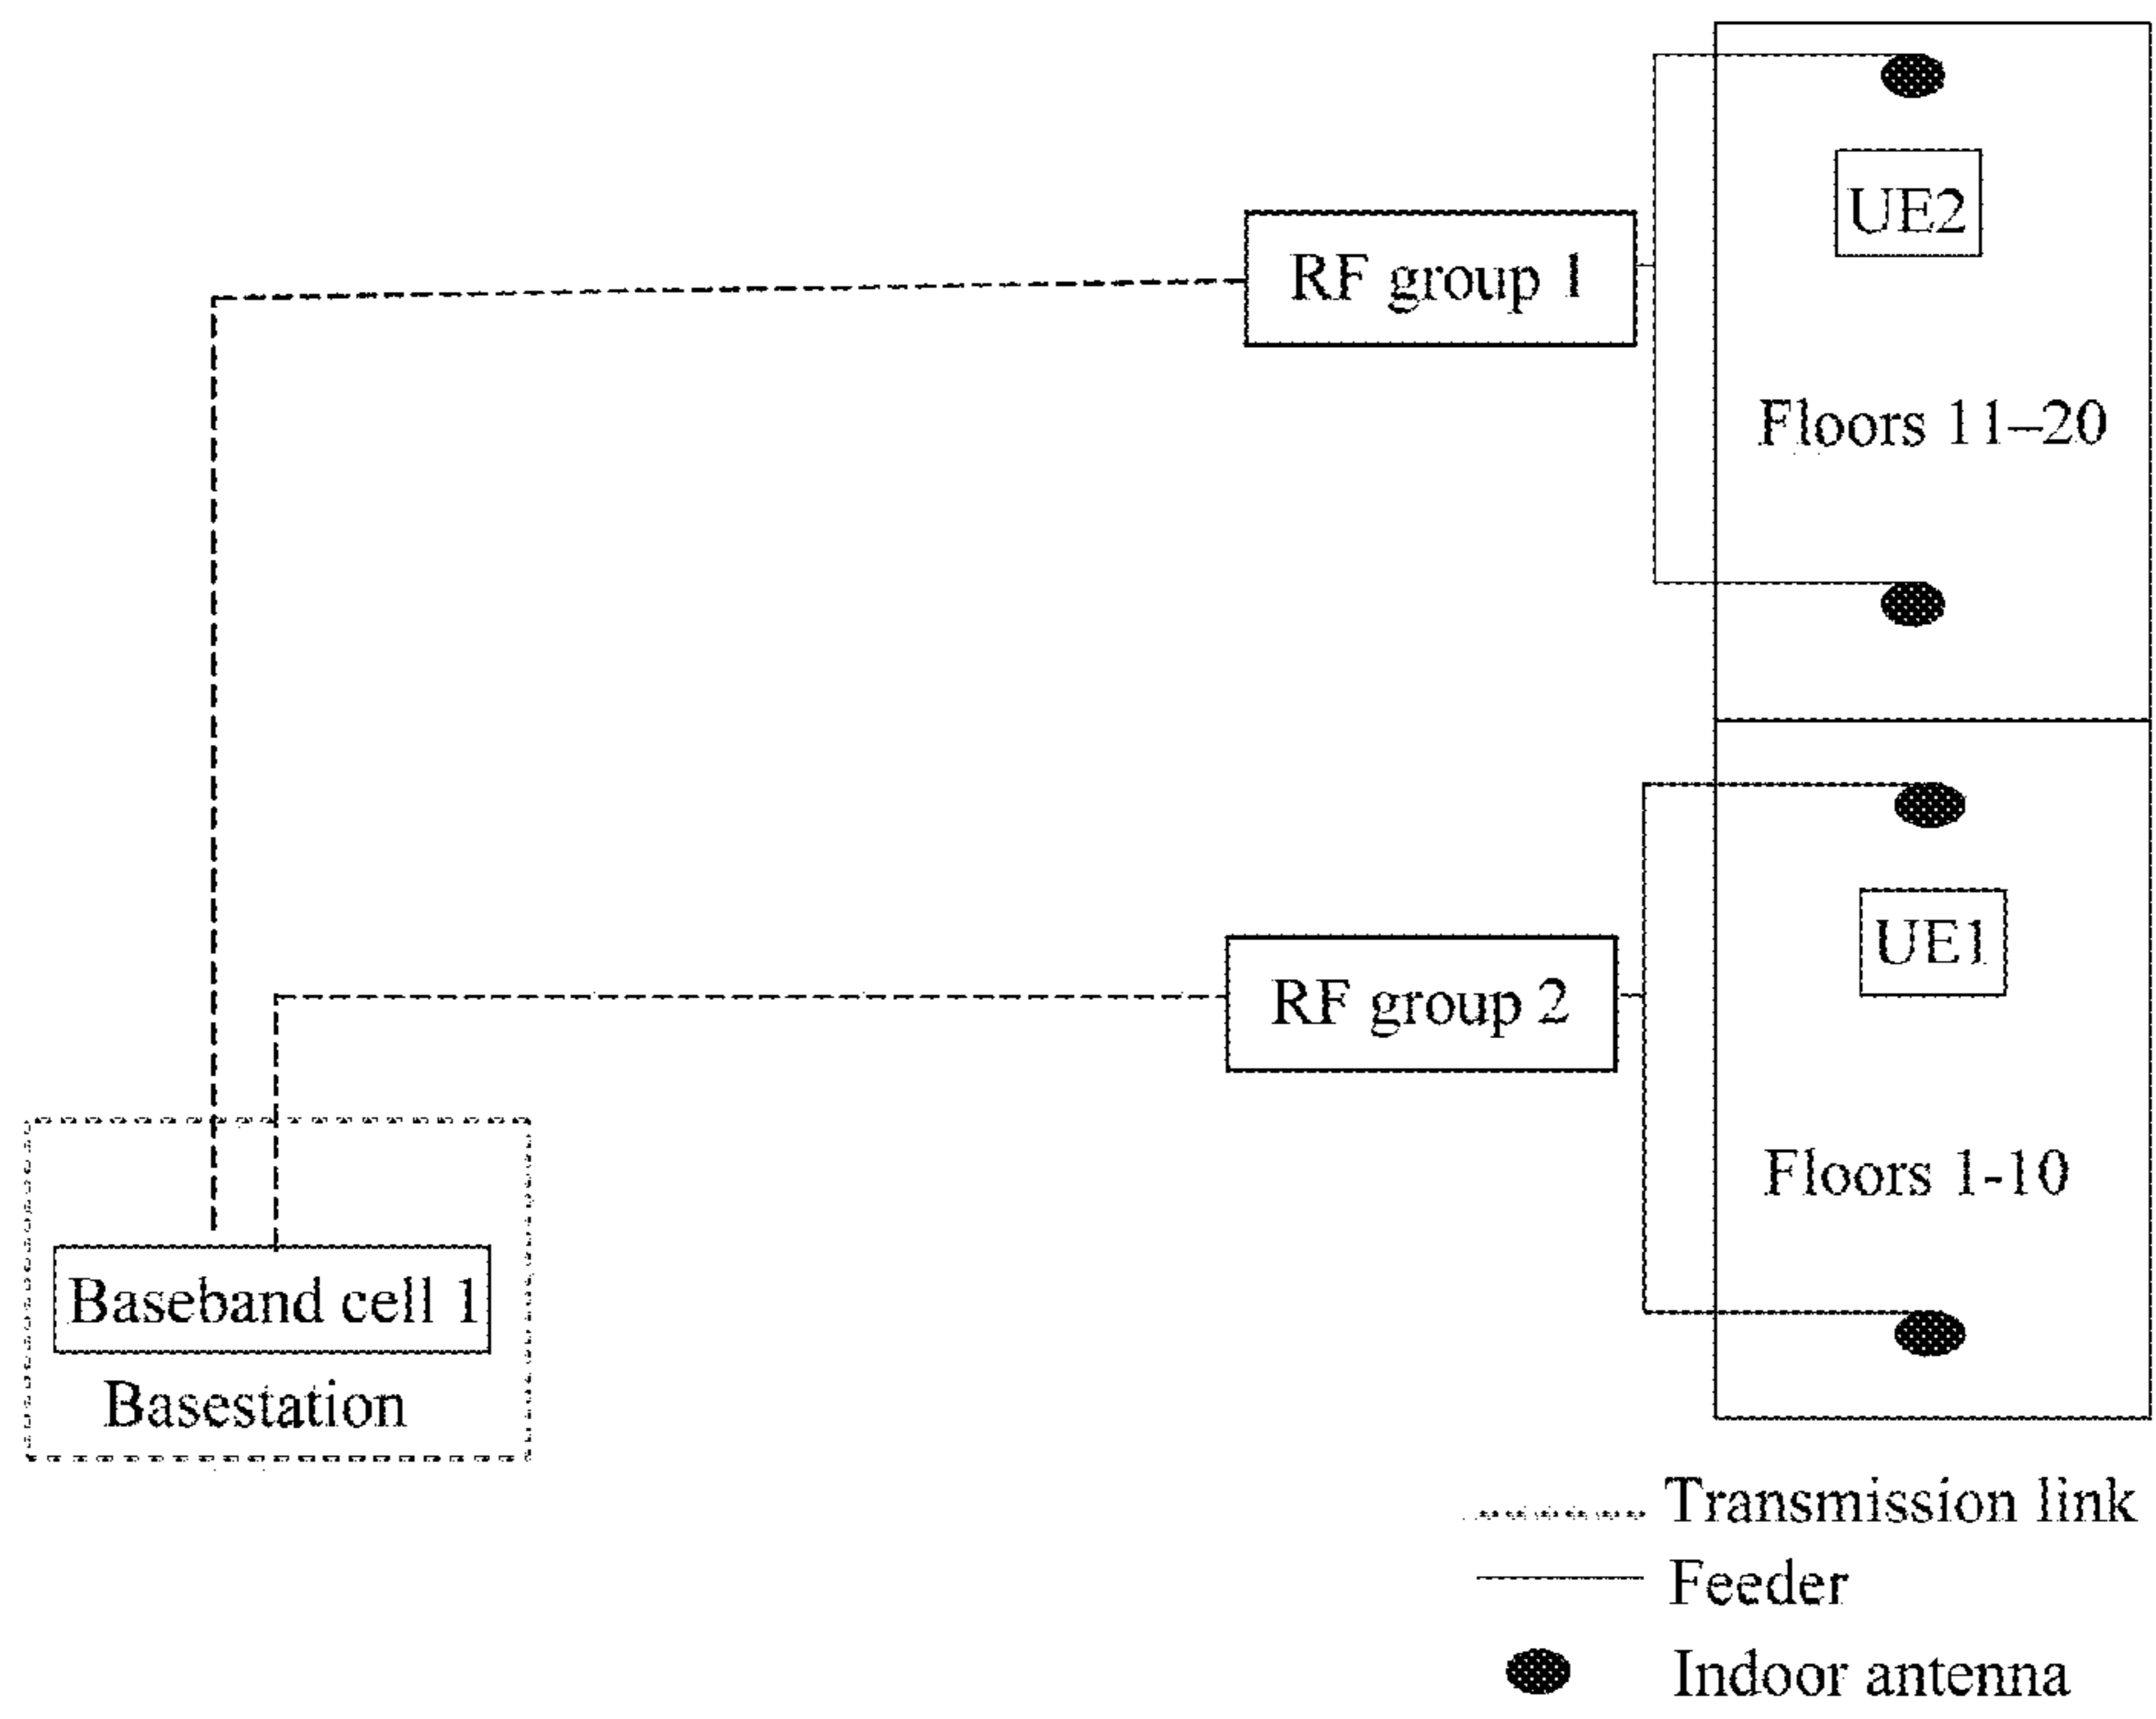 UE2
RF group 1
Floors 11–20
UE1
RF group 2
Floors 1-10
Baseband cell 1
Basestation
Transmission link
Feeder
Indoor antenna